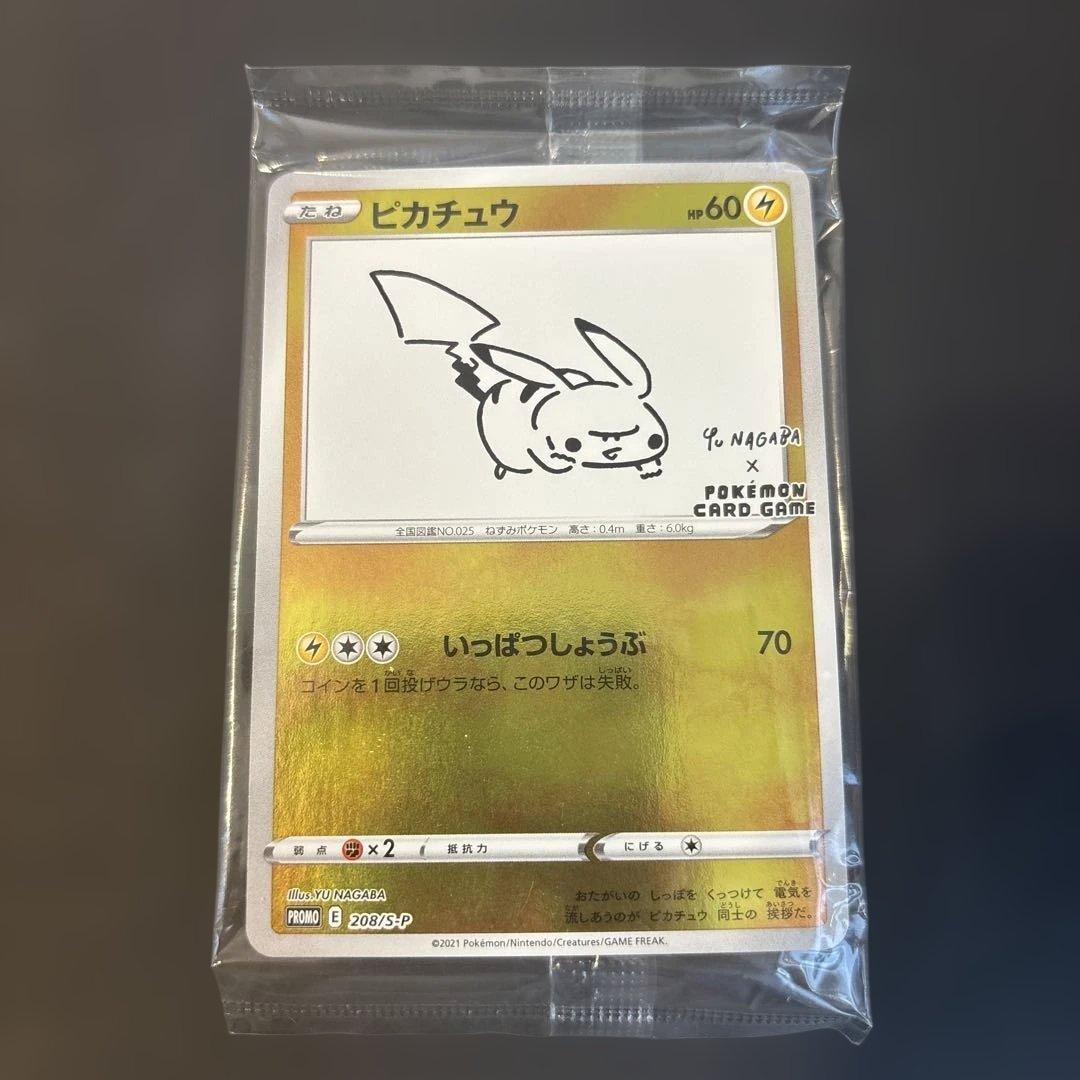 たね ピカチュウ HP60
Yu NAGABA
×
POKÉMON
CARD GAME
全国図鑑NO.025 ねずみポケモン 高さ：0.4m 重さ：6.0kg
いっぱつしょうぶ 70
コインを1回投げウラなら、このワザは失敗。
弱点 ×2 抵抗力 にげる
Illus. YU NAGABA
PROMO E 208/S-P
おたがいの しっぽを くっつけて 電気を
流しあうのが ピカチュウ 同士の 挨拶だ。
©2021 Pokémon/Nintendo/Creatures/GAME FREAK.